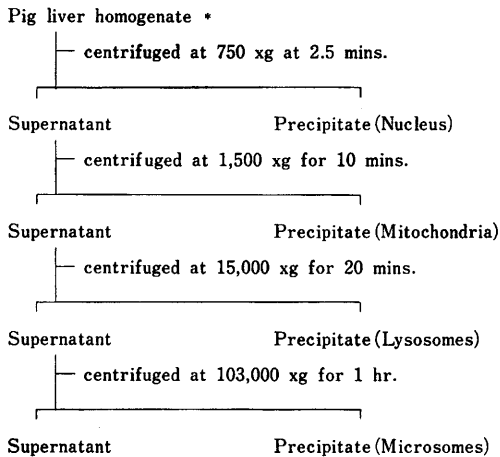 Pig liver homogenate *
centrifuged at 750 xg at 2.5 mins.
Supernatant Precipitate (Nucleus)
centrifuged at 1,500 xg for 10 mins.
Supernatant Precipitate (Mitochondria)
centrifuged at 15,000 xg for 20 mins.
Supernatant Precipitate (Lysosomes)
centrifuged at 103,000 xg for 1 hr.
Supernatant Precipitate (Microsomes)